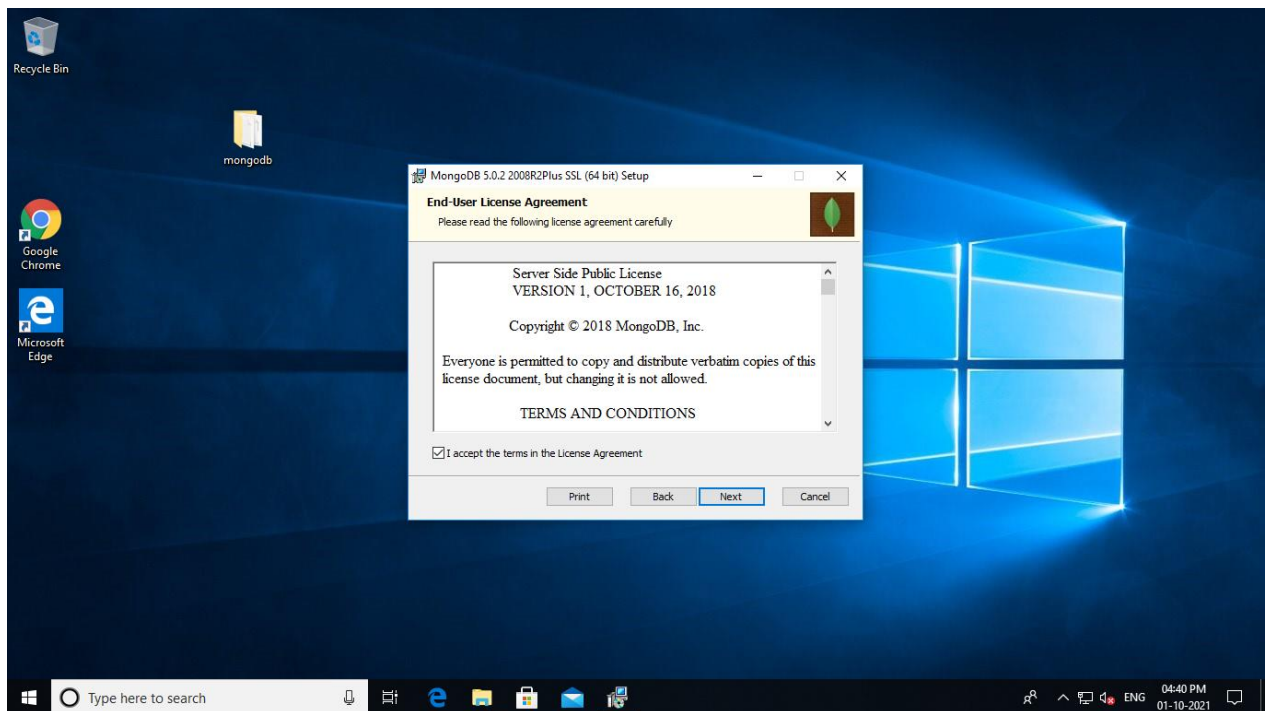 Recycle Bin
mongodb
Google
Chrome
Microsoft
Edge
MongoDB 5.0.2 2008R2Plus SSL (64 bit) Setup
End-User License Agreement
Please read the following license agreement carefully
Server Side Public License
VERSION 1, OCTOBER 16, 2018
Copyright © 2018 MongoDB, Inc.
Everyone is permitted to copy and distribute verbatim copies of this
license document, but changing it is not allowed.
TERMS AND CONDITIONS
I accept the terms in the License Agreement
Print Back Next Cancel
Type here to search
ENG
04:40 PM
01-10-2021